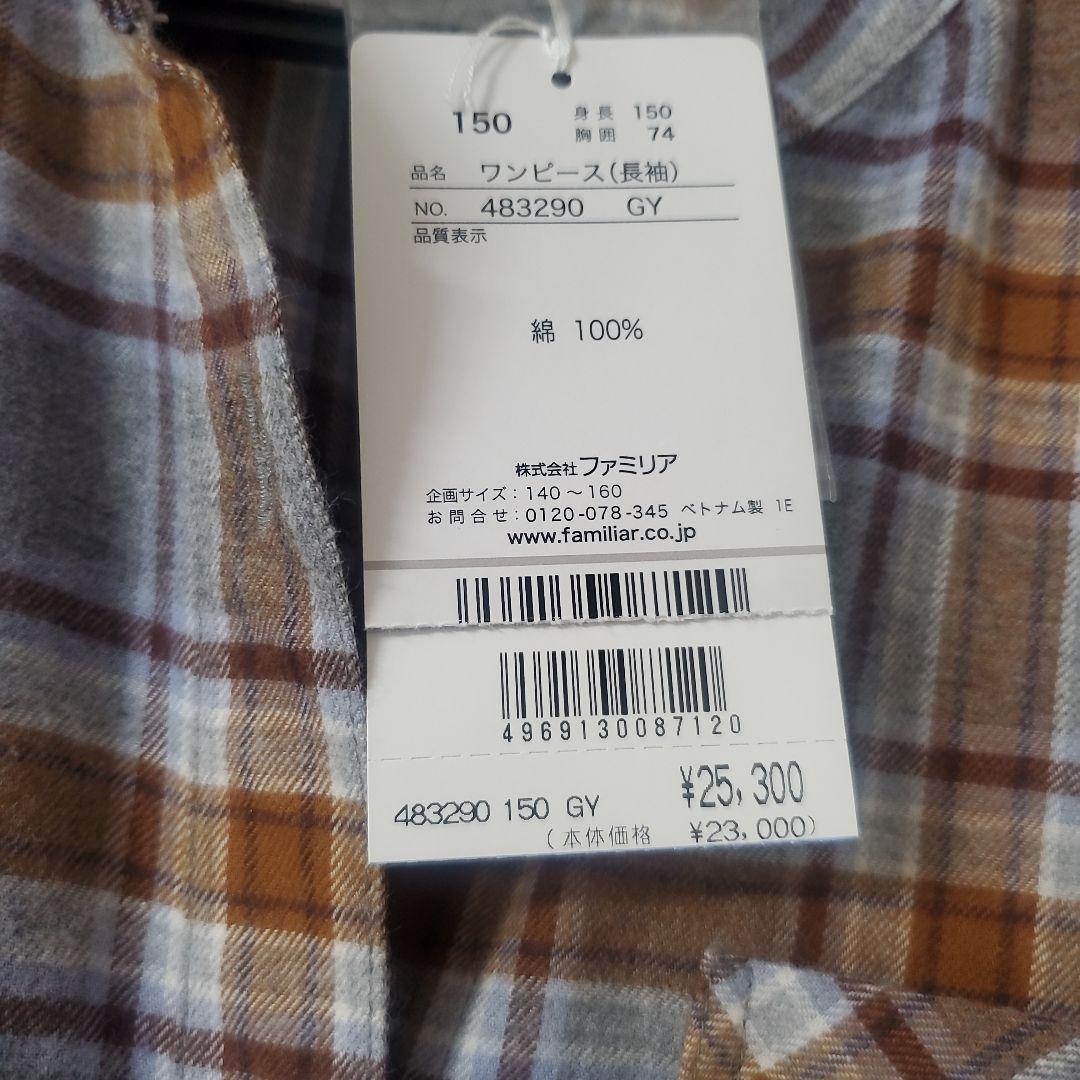 150
身長 150
胸囲 74
品名 ワンピース(長袖)
NO. 483290 GY
品質表示
綿 100%
株式会社ファミリア
企画サイズ:140～160
お問合せ:0120-078-345 ベトナム製 1E
www.familiar.co.jp
4969130087120
¥25,300
483290 150 GY
(本体価格 ¥23,000)